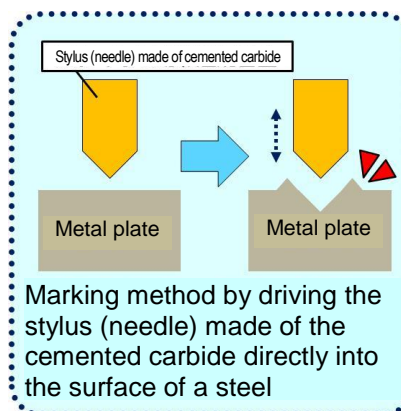 Stylus (needle) made of cemented carbide
Metal plate
Metal plate
Marking method by driving the
stylus (needle) made of the
cemented carbide directly into
the surface of a steel